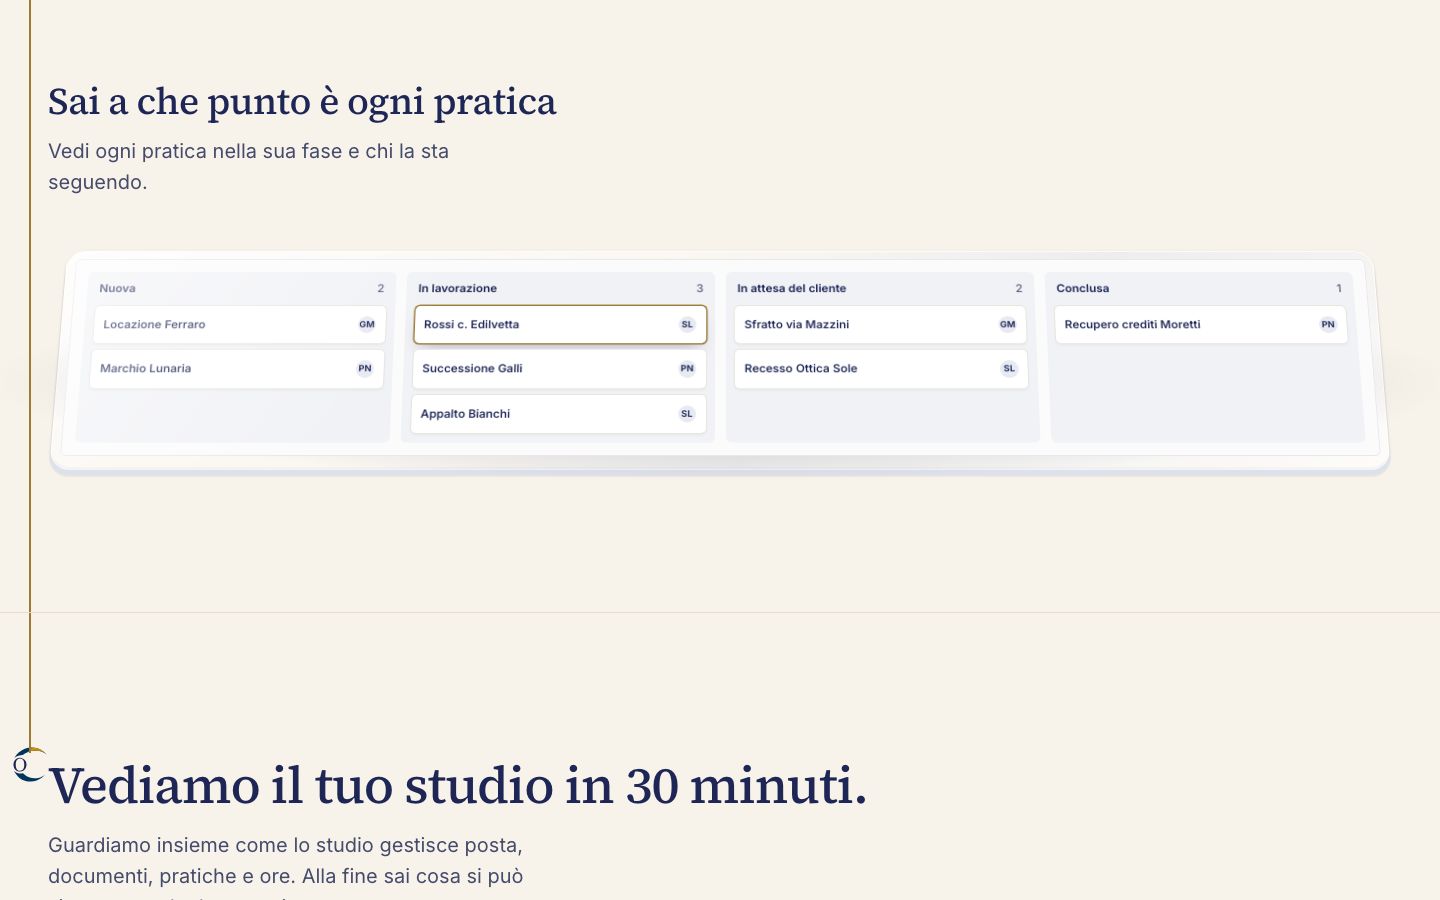 Sai a che punto è ogni pratica
Vedi ogni pratica nella sua fase e chi la sta
seguendo.
Nuova 2
Locazione Ferraro GM
Marchio Lunaria PN
In lavorazione 3
Rossi c. Edilvetta SL
Successione Galli PN
Appalto Bianchi SL
In attesa del cliente 2
Sfratto via Mazzini GM
Recesso Ottica Sole SL
Conclusa 1
Recupero crediti Moretti PN
Vediamo il tuo studio in 30 minuti.
Guardiamo insieme come lo studio gestisce posta,
documenti, pratiche e ore. Alla fine sai cosa si può